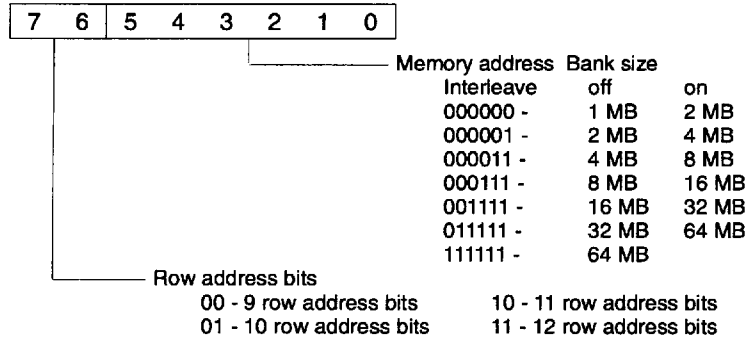 7 6 5 4 3 2 1 0
Memory address Bank size
Interleave off on
000000 - 1 MB 2 MB
000001 - 2 MB 4 MB
000011 - 4 MB 8 MB
000111 - 8 MB 16 MB
001111 - 16 MB 32 MB
011111 - 32 MB 64 MB
111111 - 64 MB
Row address bits
00 - 9 row address bits 10 - 11 row address bits
01 - 10 row address bits 11 - 12 row address bits